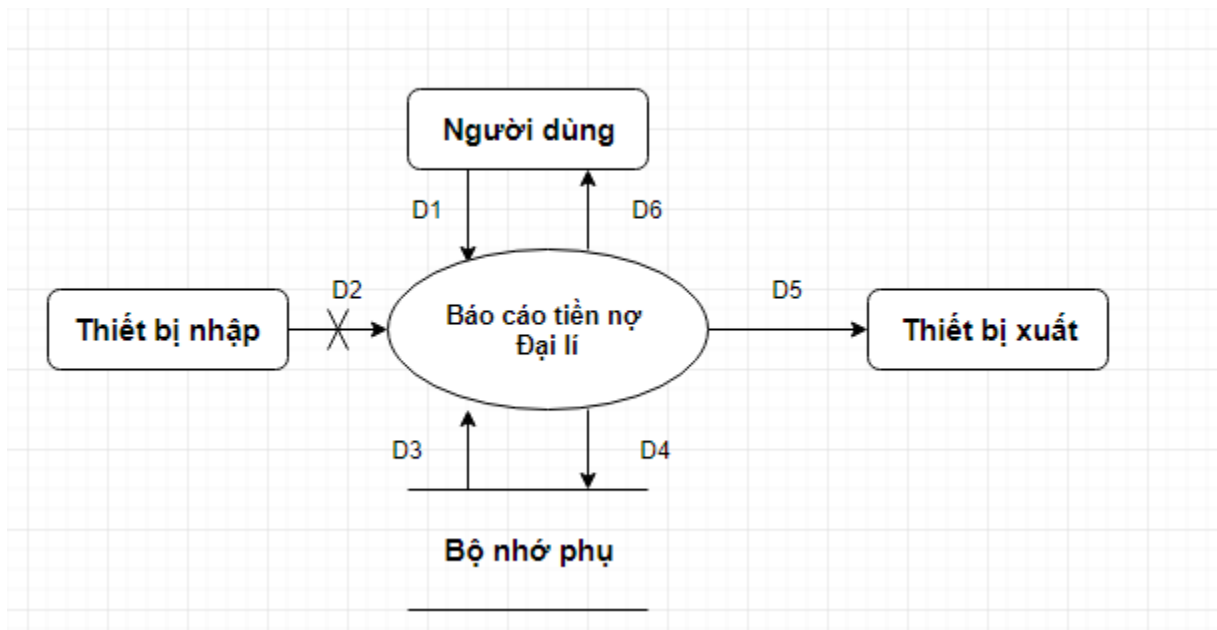 Người dùng
D1
D6
D2
D5
Thiết bị nhập
Báo cáo tiền nợ
Đại lí
Thiết bị xuất
D3
D4
Bộ nhớ phụ